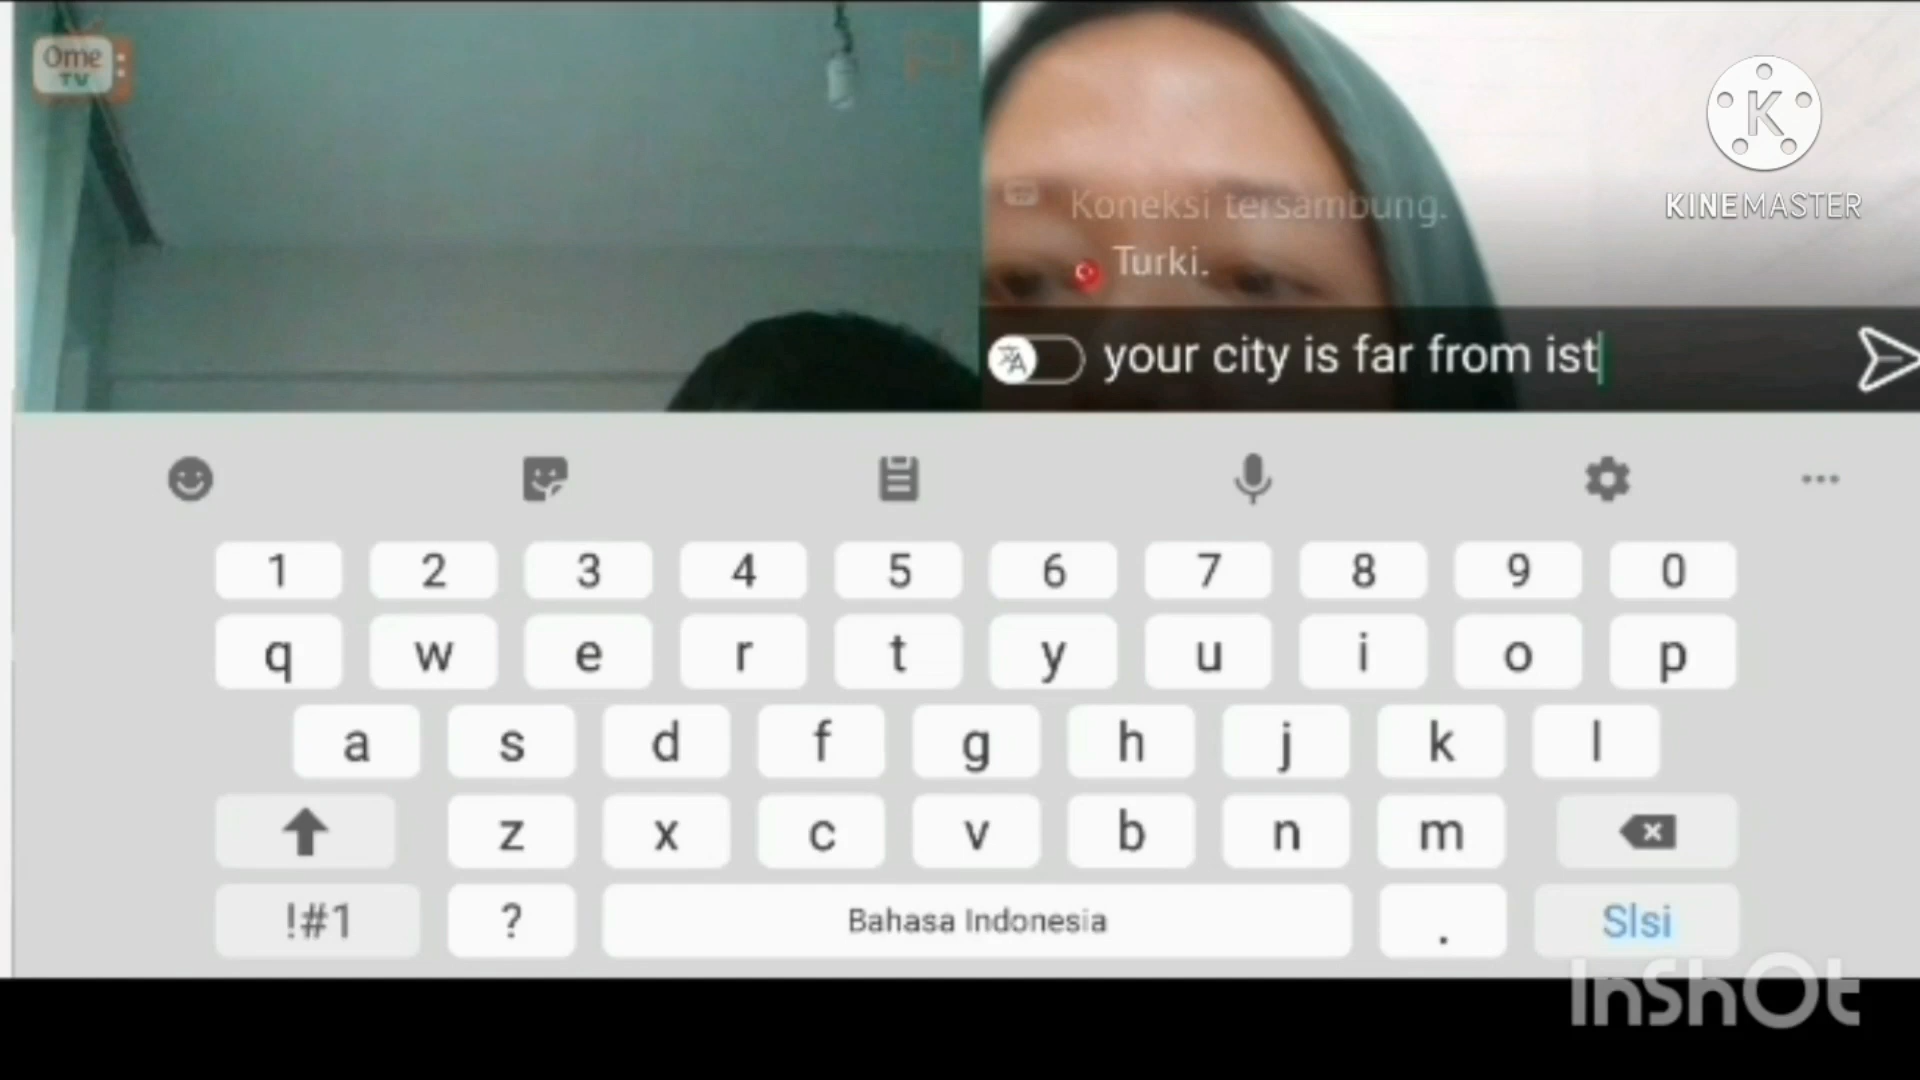 Ome
TV
K
KINEMASTER
Koneksi tersambung.
Turki.
your city is far from ist
1 2 3 4 5 6 7 8 9 0
q w e r t y u i o p
a s d f g h j k l
z x c v b n m
!#1 ? Bahasa Indonesia . Slsi
InShOt